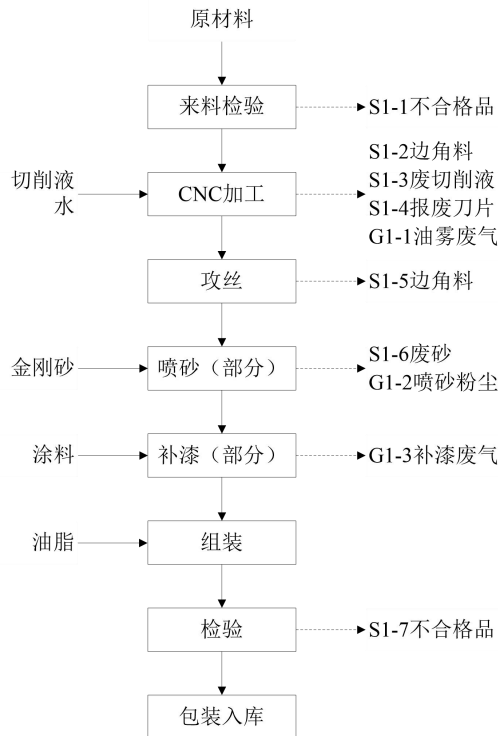 原材料
来料检验
S1-1不合格品
切削液
水
CNC加工
S1-2边角料
S1-3废切削液
S1-4报废刀片
G1-1油雾废气
攻丝
S1-5边角料
金刚砂
喷砂（部分）
S1-6废砂
G1-2喷砂粉尘
涂料
补漆（部分）
G1-3补漆废气
油脂
组装
检验
S1-7不合格品
包装入库